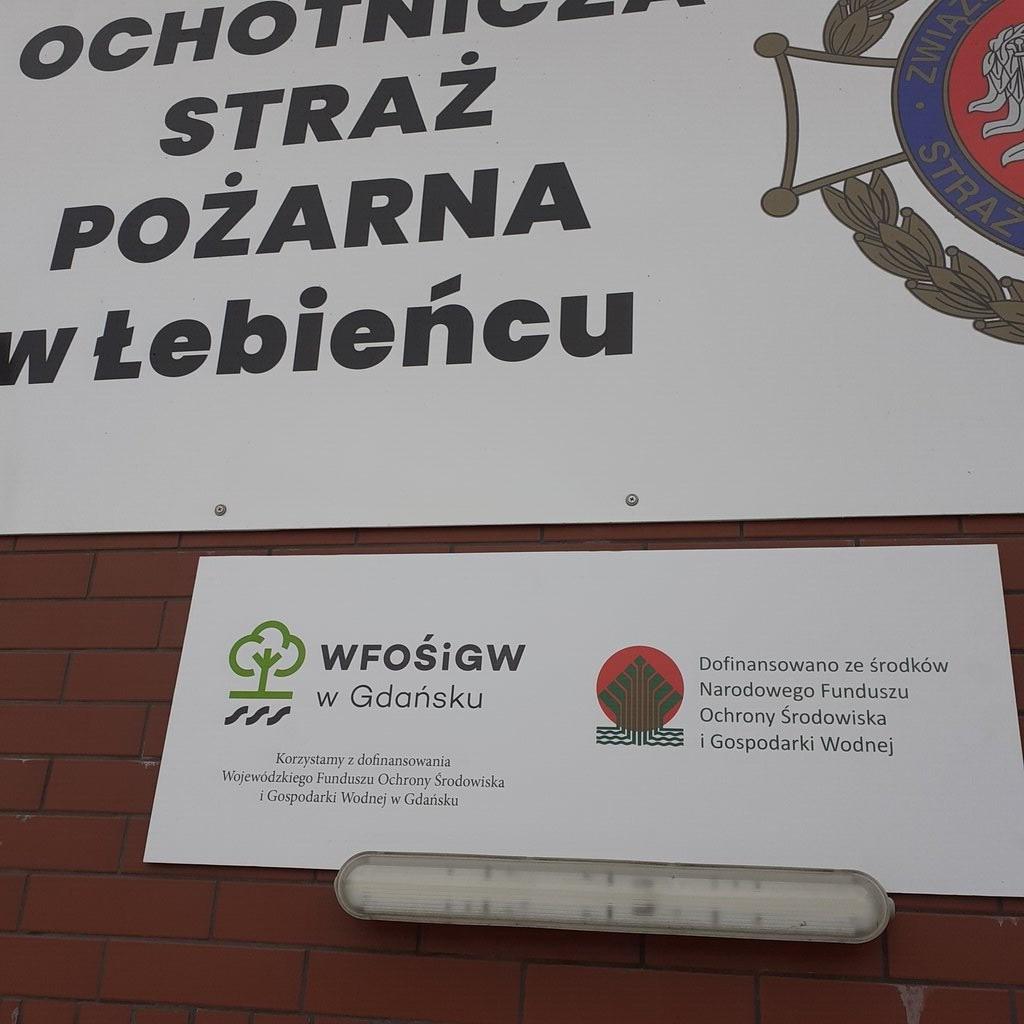 OCHOTNICZA
STRAŻ
POŻARNA
w Łebieńcu
STRAŻ
WFOŚiGW
w Gdańsku
Korzystamy z dofinansowania
Wojewódzkiego Funduszu Ochrony Środowiska
i Gospodarki Wodnej w Gdańsku
Dofinansowano ze środków
Narodowego Funduszu
Ochrony Środowiska
i Gospodarki Wodnej